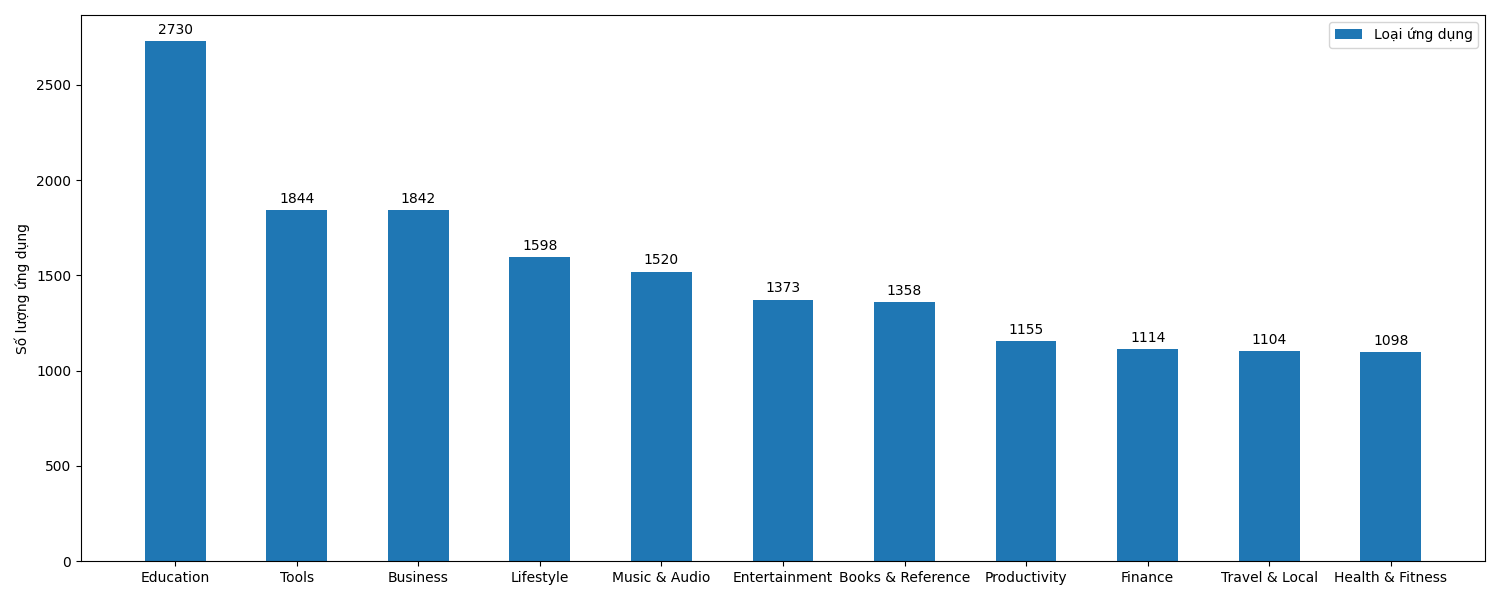 Loại ứng dụng
Số lượng ứng dụng
2500
2000
1500
1000
500
0
2730
1844
1842
1598
1520
1373
1358
1155
1114
1104
1098
Education
Tools
Business
Lifestyle
Music & Audio
Entertainment
Books & Reference
Productivity
Finance
Travel & Local
Health & Fitness